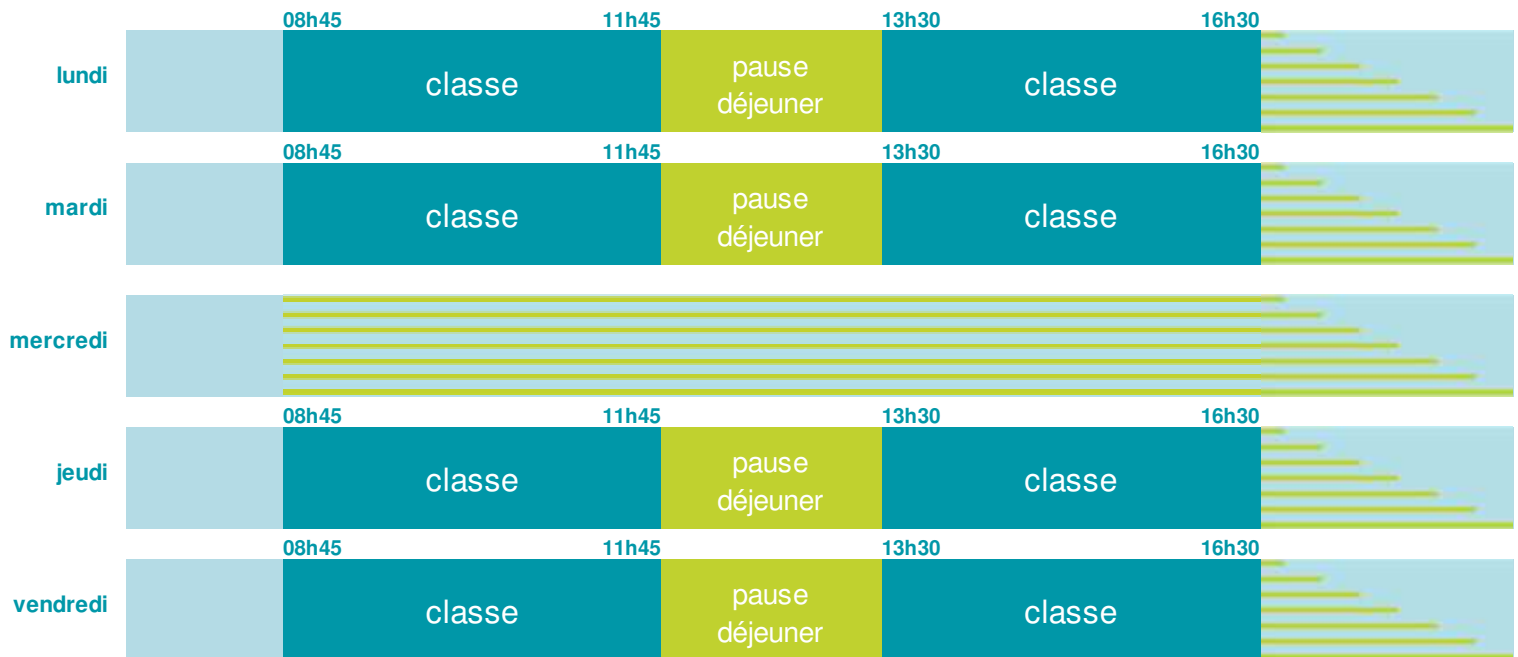 08h45 11h45 13h30 16h30
lundi
classe
pause
déjeuner
classe
08h45 11h45 13h30 16h30
mardi
classe
pause
déjeuner
classe
mercredi
08h45 11h45 13h30 16h30
jeudi
classe
pause
déjeuner
classe
08h45 11h45 13h30 16h30
vendredi
classe
pause
déjeuner
classe